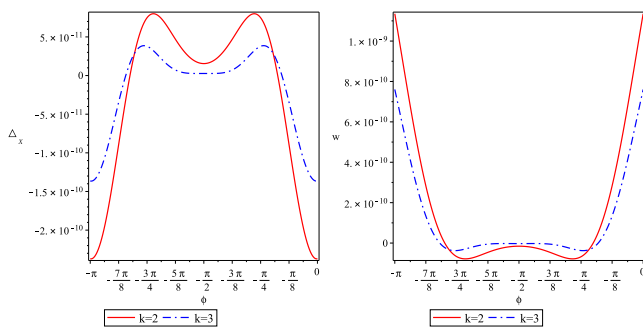 5. × 10⁻¹¹
0
△ₓ
-5. × 10⁻¹¹
-1. × 10⁻¹⁰
-1.5 × 10⁻¹⁰
-2. × 10⁻¹⁰
-π -7π/8 -3π/4 -5π/8 -π/2 -3π/8 -π/4 -π/8 0
ϕ
k=2 k=3
1. × 10⁻⁹
8. × 10⁻¹⁰
6. × 10⁻¹⁰
w
4. × 10⁻¹⁰
2. × 10⁻¹⁰
0
-π -7π/8 -3π/4 -5π/8 -π/2 -3π/8 -π/4 -π/8 0
ϕ
k=2 k=3